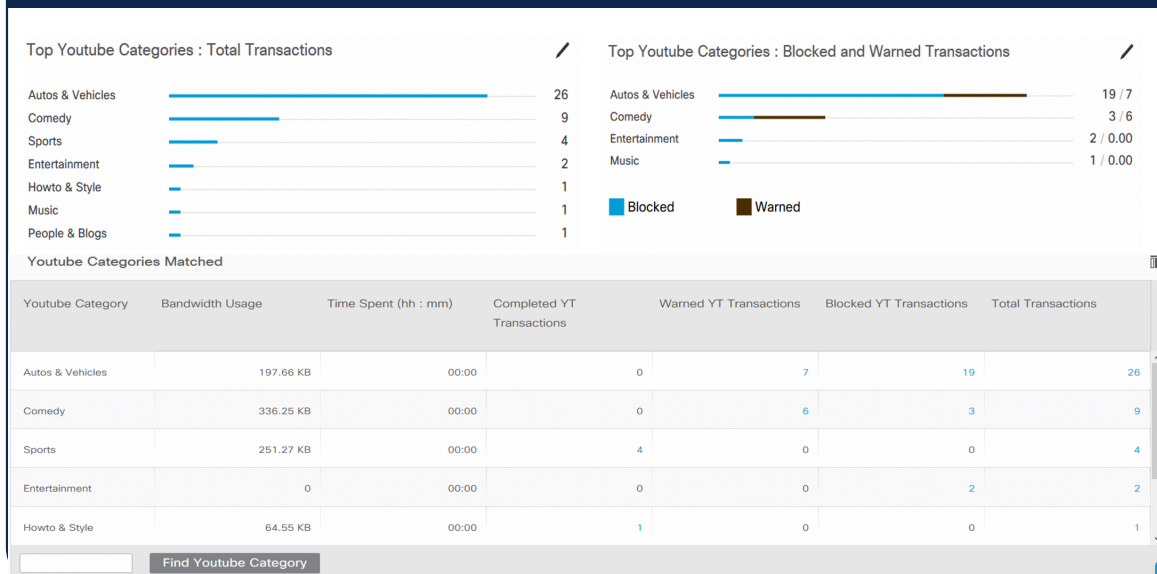 Top Youtube Categories : Total Transactions
Autos & Vehicles 26
Comedy 9
Sports 4
Entertainment 2
Howto & Style 1
Music 1
People & Blogs 1
Top Youtube Categories : Blocked and Warned Transactions
Autos & Vehicles 19 / 7
Comedy 3 / 6
Entertainment 2 / 0.00
Music 1 / 0.00
Blocked Warned
Youtube Categories Matched
Youtube Category Bandwidth Usage Time Spent (hh : mm) Completed YT Transactions Warned YT Transactions Blocked YT Transactions Total Transactions
Autos & Vehicles 197.66 KB 00:00 0 7 19 26
Comedy 336.25 KB 00:00 0 6 3 9
Sports 251.27 KB 00:00 4 0 0 4
Entertainment 0 00:00 0 0 2 2
Howto & Style 64.55 KB 00:00 1 0 0 1
Find Youtube Category